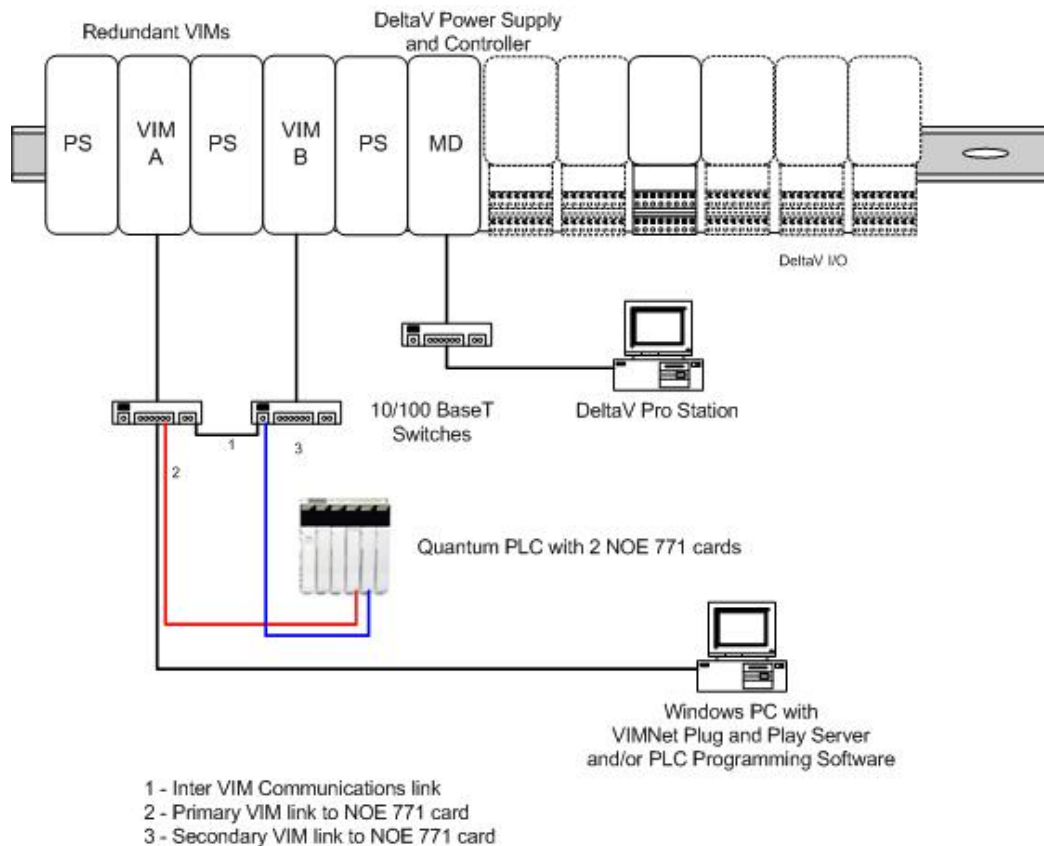 Redundant VIMs
DeltaV Power Supply
and Controller
PS
VIM
A
PS
VIM
B
PS
MD
DeltaV I/O
10/100 BaseT
Switches
DeltaV Pro Station
1
2
3
Quantum PLC with 2 NOE 771 cards
Windows PC with
VIMNet Plug and Play Server
and/or PLC Programming Software
1 - Inter VIM Communications link
2 - Primary VIM link to NOE 771 card
3 - Secondary VIM link to NOE 771 card